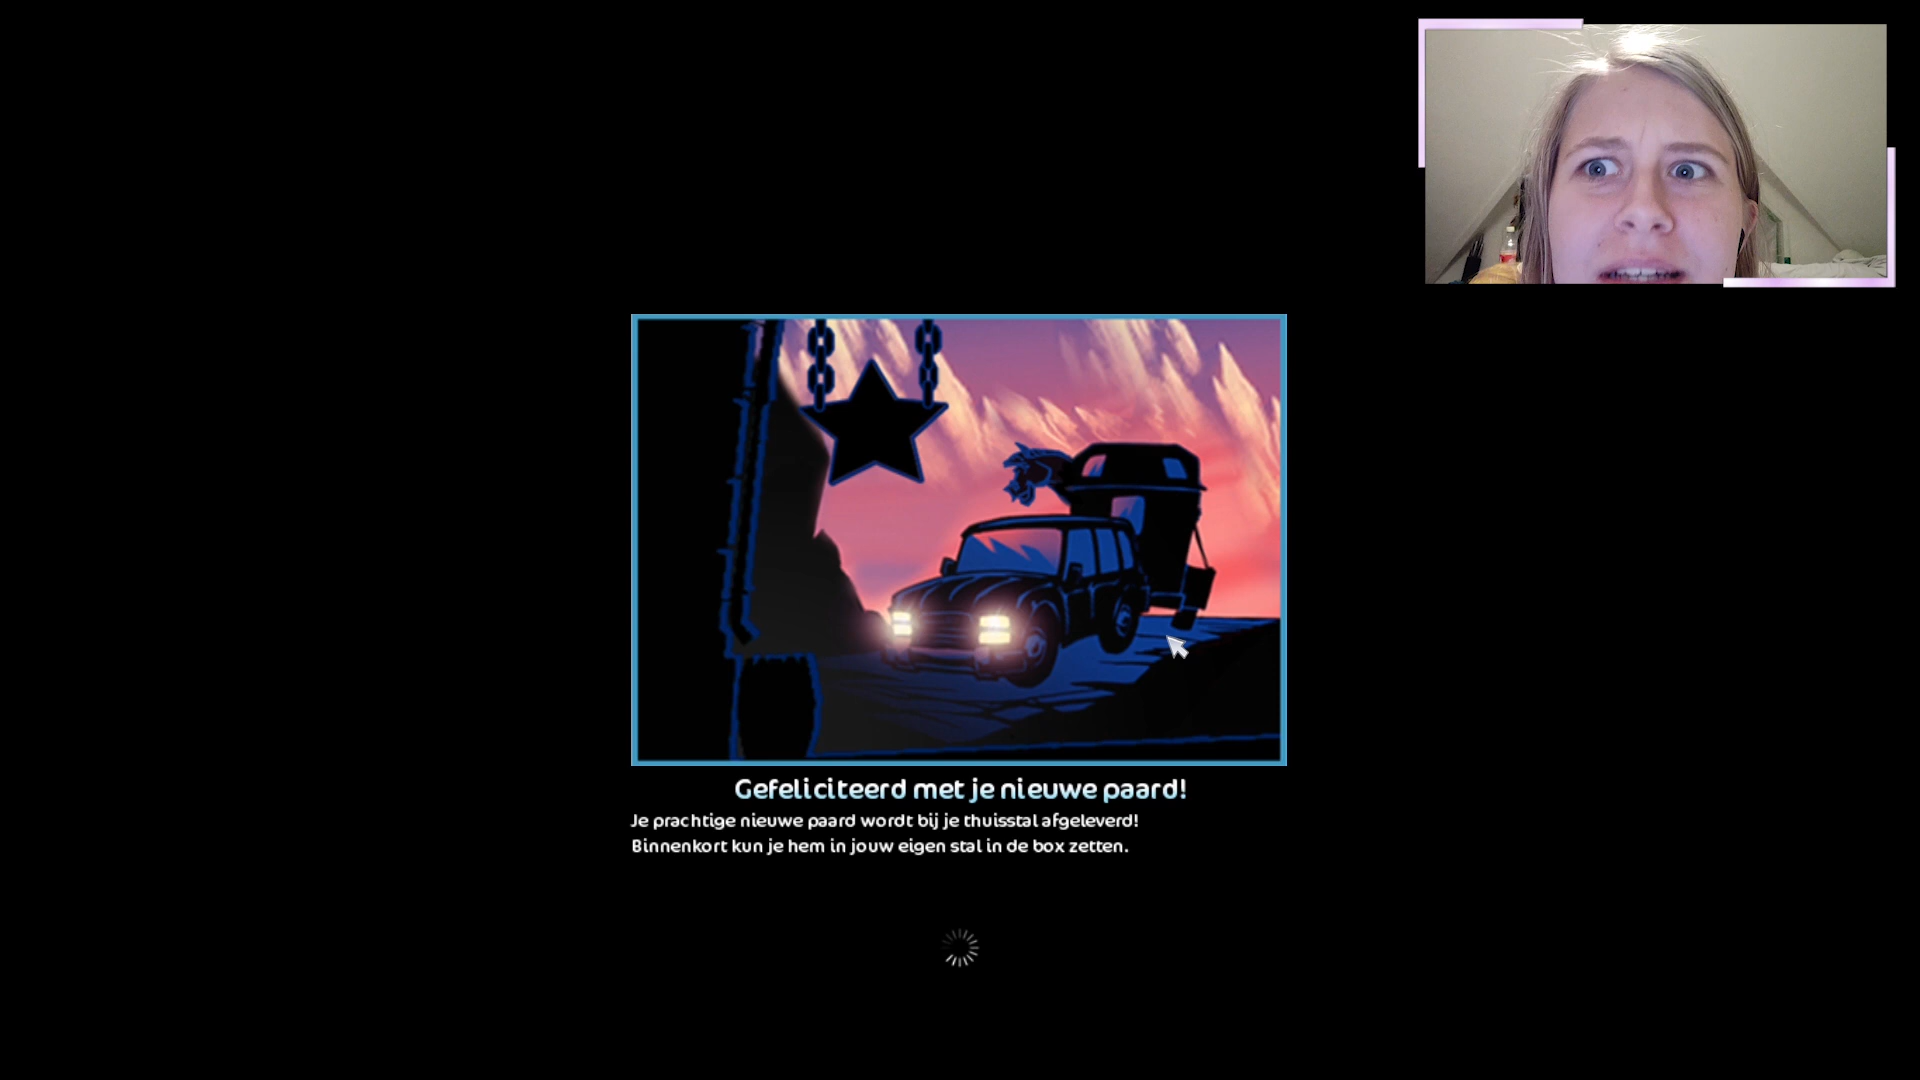 Gefeliciteerd met je nieuwe paard!
Je prachtige nieuwe paard wordt bij je thuisstal afgeleverd!
Binnenkort kun je hem in jouw eigen stal in de box zetten.